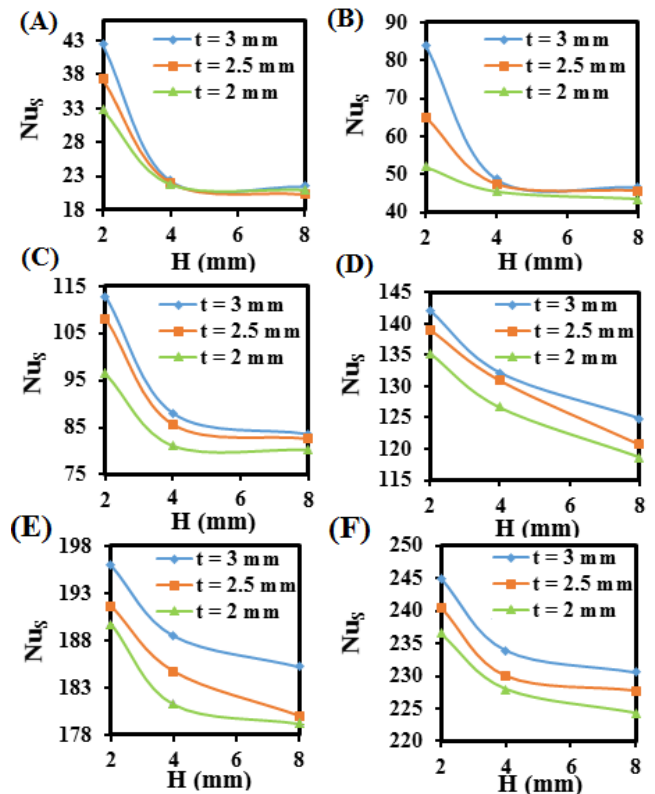 (A)
43
38
33
28
23
18
2 4 6 8
Nu_S
H (mm)
t = 3 mm
t = 2.5 mm
t = 2 mm
(B)
90
80
70
60
50
40
2 4 6 8
Nu_S
H (mm)
t = 3 mm
t = 2.5 mm
t = 2 mm
(C)
115
105
95
85
75
2 4 6 8
Nu_S
H (mm)
t = 3 mm
t = 2.5 mm
t = 2 mm
(D)
145
140
135
130
125
120
115
2 4 6 8
Nu_S
H (mm)
t = 3 mm
t = 2.5 mm
t = 2 mm
(E)
198
193
188
183
178
2 4 6 8
Nu_S
H (mm)
t = 3 mm
t = 2.5 mm
t = 2 mm
(F)
250
245
240
235
230
225
220
2 4 6 8
Nu_S
H (mm)
t = 3 mm
t = 2.5 mm
t = 2 mm